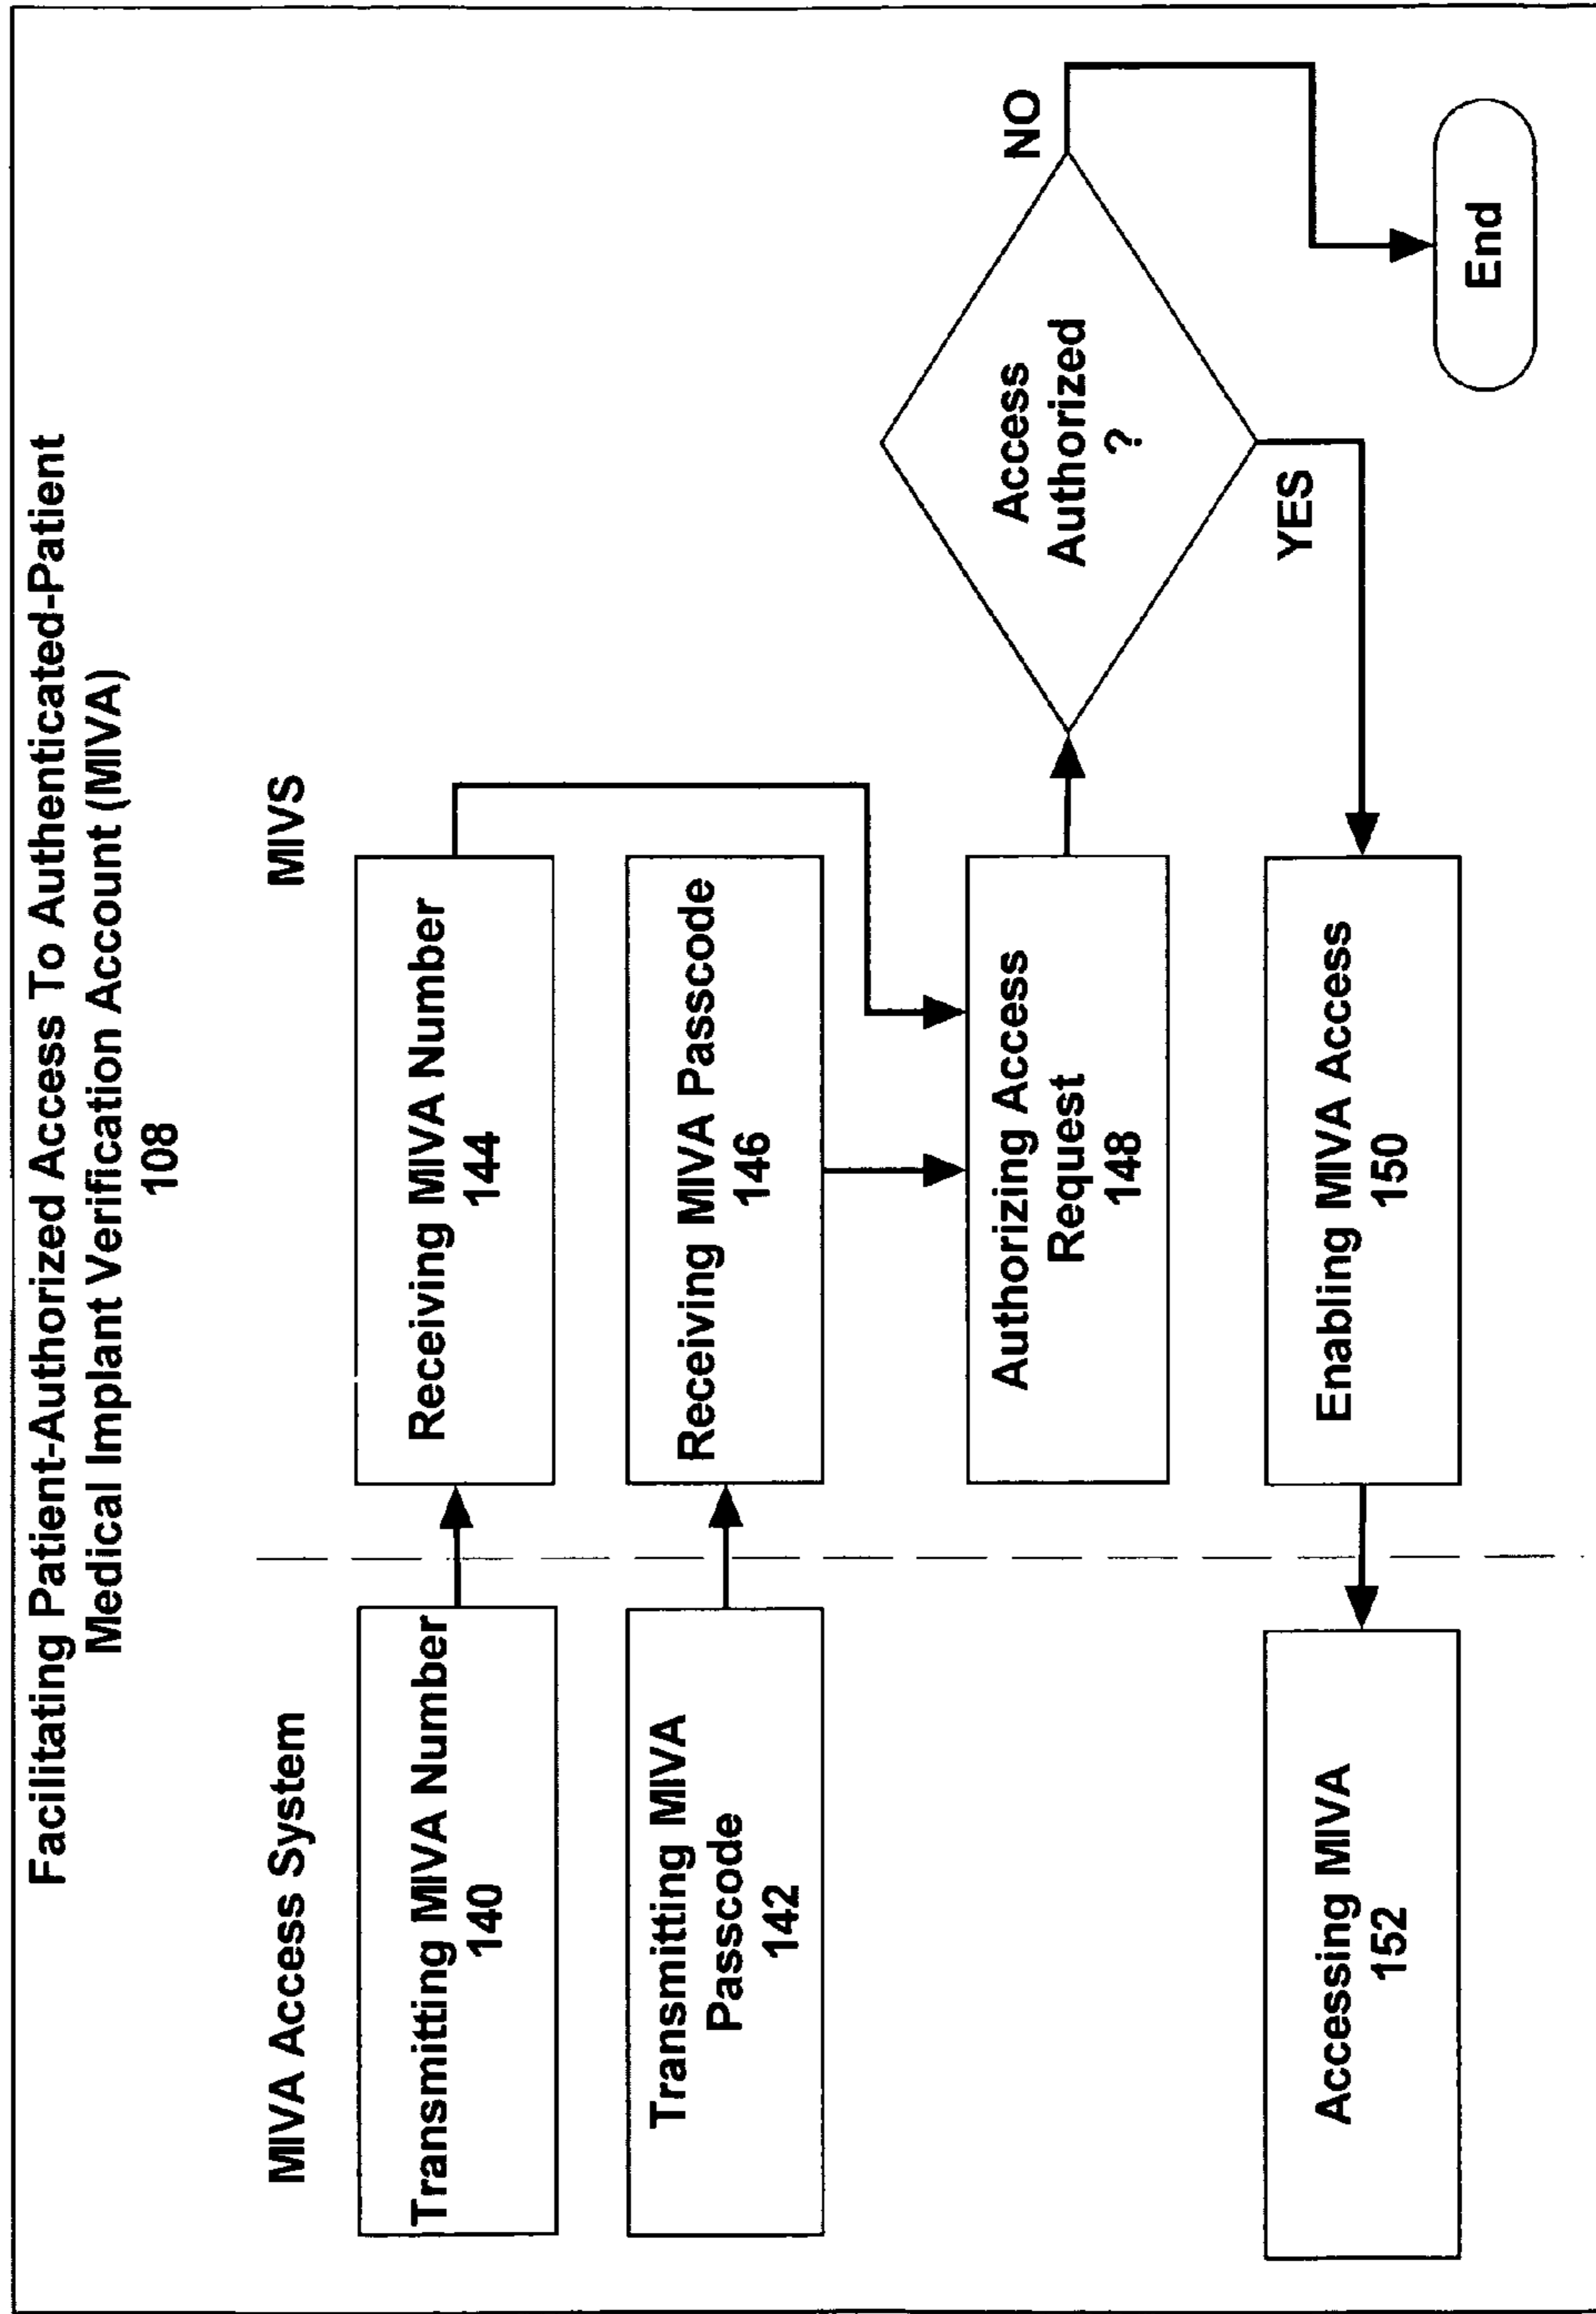 Facilitating Patient-Authorized Access To Authenticated-Patient
Medical Implant Verification Account (MIVA)
108
MIVA Access System
MIVS
Transmitting MIVA Number
140
Receiving MIVA Number
144
Transmitting MIVA
Passcode
142
Receiving MIVA Passcode
146
Authorizing Access
Request
148
Access
Authorized
?
NO
YES
End
Enabling MIVA Access
150
Accessing MIVA
152